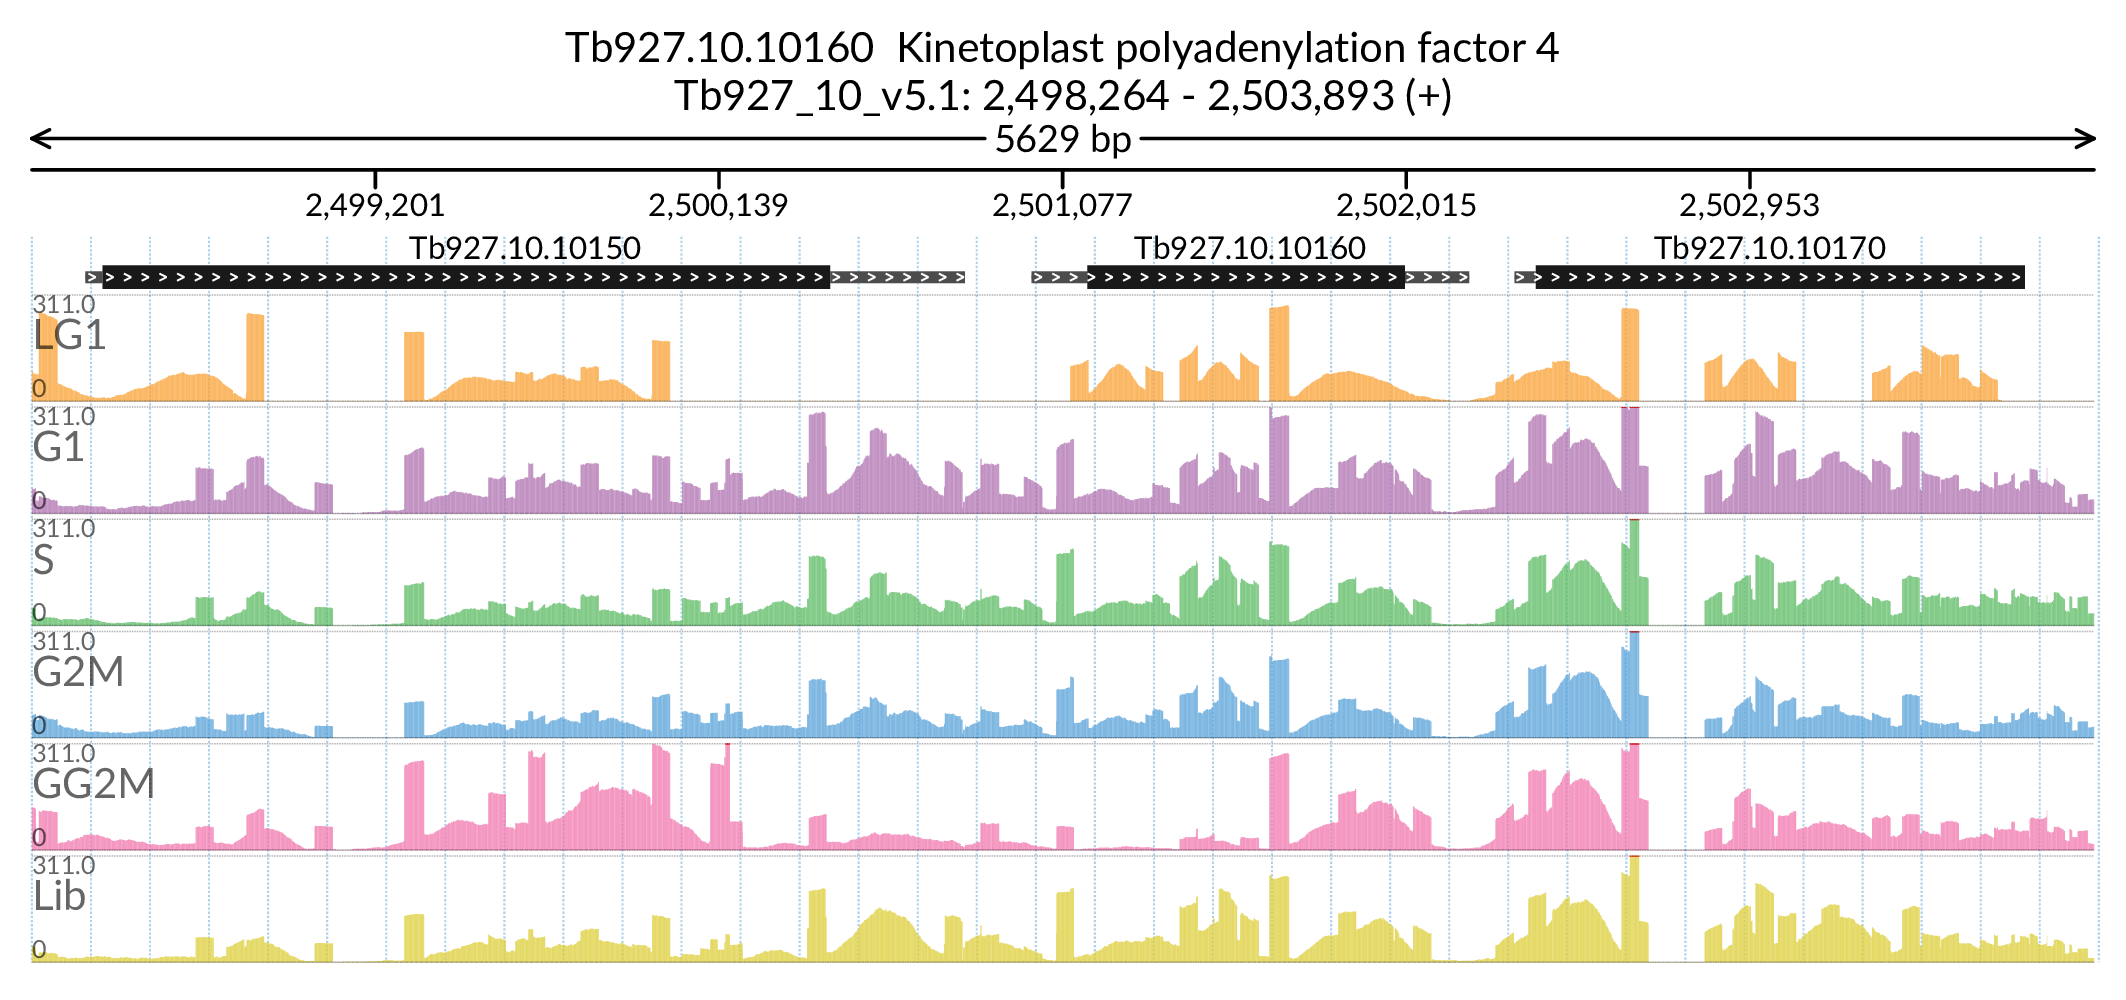 Tb927.10.10160 Kinetoplast polyadenylation factor 4
Tb927_10_v5.1: 2,498,264 - 2,503,893 (+)
5629 bp
2,499,201 2,500,139 2,501,077 2,502,015 2,502,953
Tb927.10.10150 Tb927.10.10160 Tb927.10.10170
311.0
LG1
0
311.0
G1
0
311.0
S
0
311.0
G2M
0
311.0
GG2M
0
311.0
Lib
0